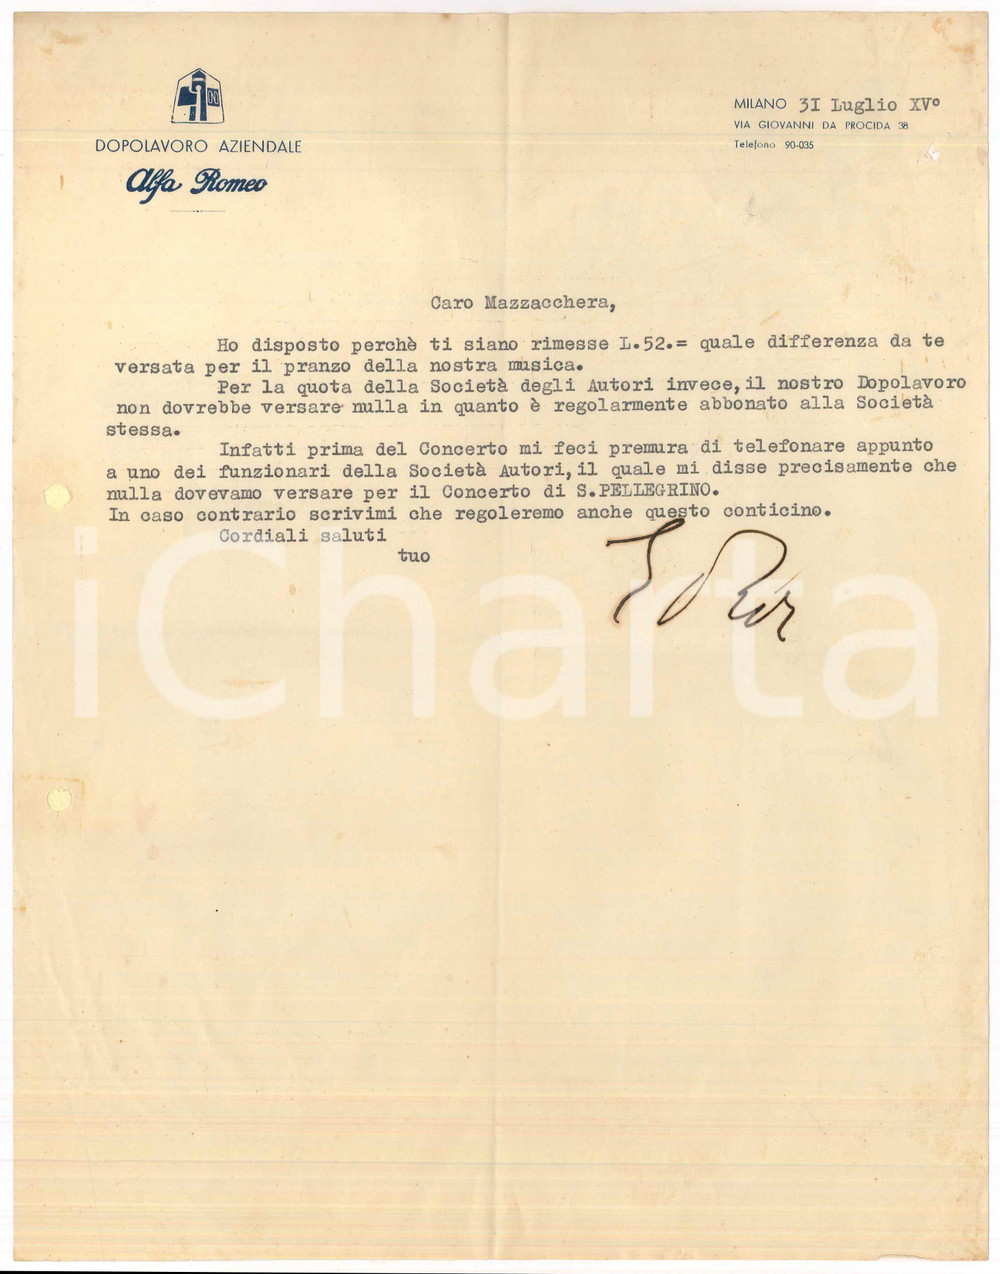 DOPOLAVORO AZIENDALE
Alfa Romeo
MILANO 3I Luglio XV°
VIA GIOVANNI DA PROCIDA 38
Telefono 90-035
Caro Mazzacchera,
Ho disposto perchè ti siano rimesse L.52.= quale differenza da te
versata per il pranzo della nostra musica.
Per la quota della Società degli Autori invece,il nostro Dopolavoro
non dovrebbe versare nulla in quanto è regolarmente abbonato alla Società
stessa.
Infatti prima del Concerto mi feci premura di telefonare appunto
a uno dei funzionari della Società Autori,il quale mi disse precisamente che
nulla dovevamo versare per il Concerto di S.PELLEGRINO.
In caso contrario scrivimi che regoleremo anche questo conticino.
Cordiali saluti
tuo
iCharta